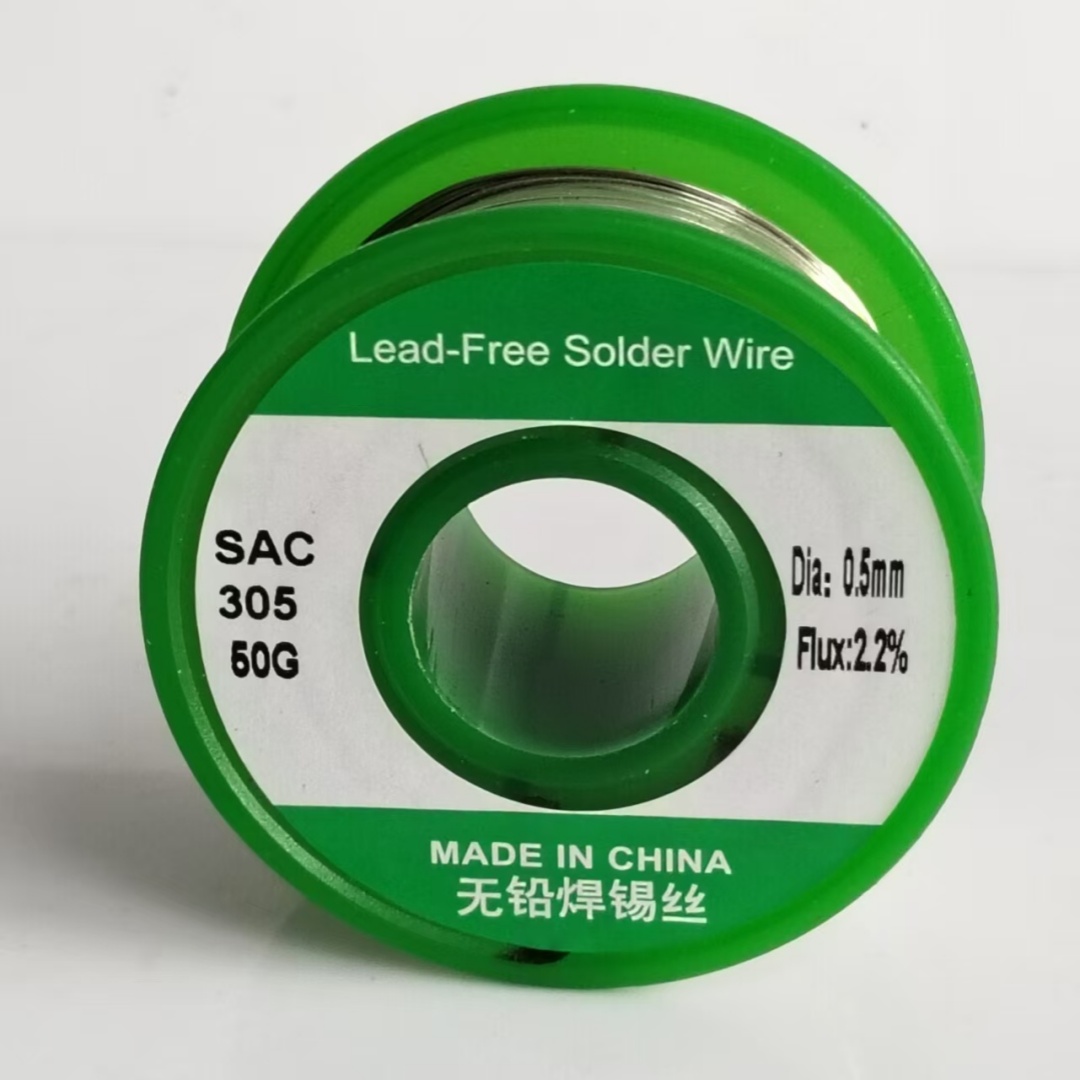 Lead-Free Solder Wire
SAC
305
50G
Dia: 0.5mm
Flux:2.2%
MADE IN CHINA
无铅焊锡丝